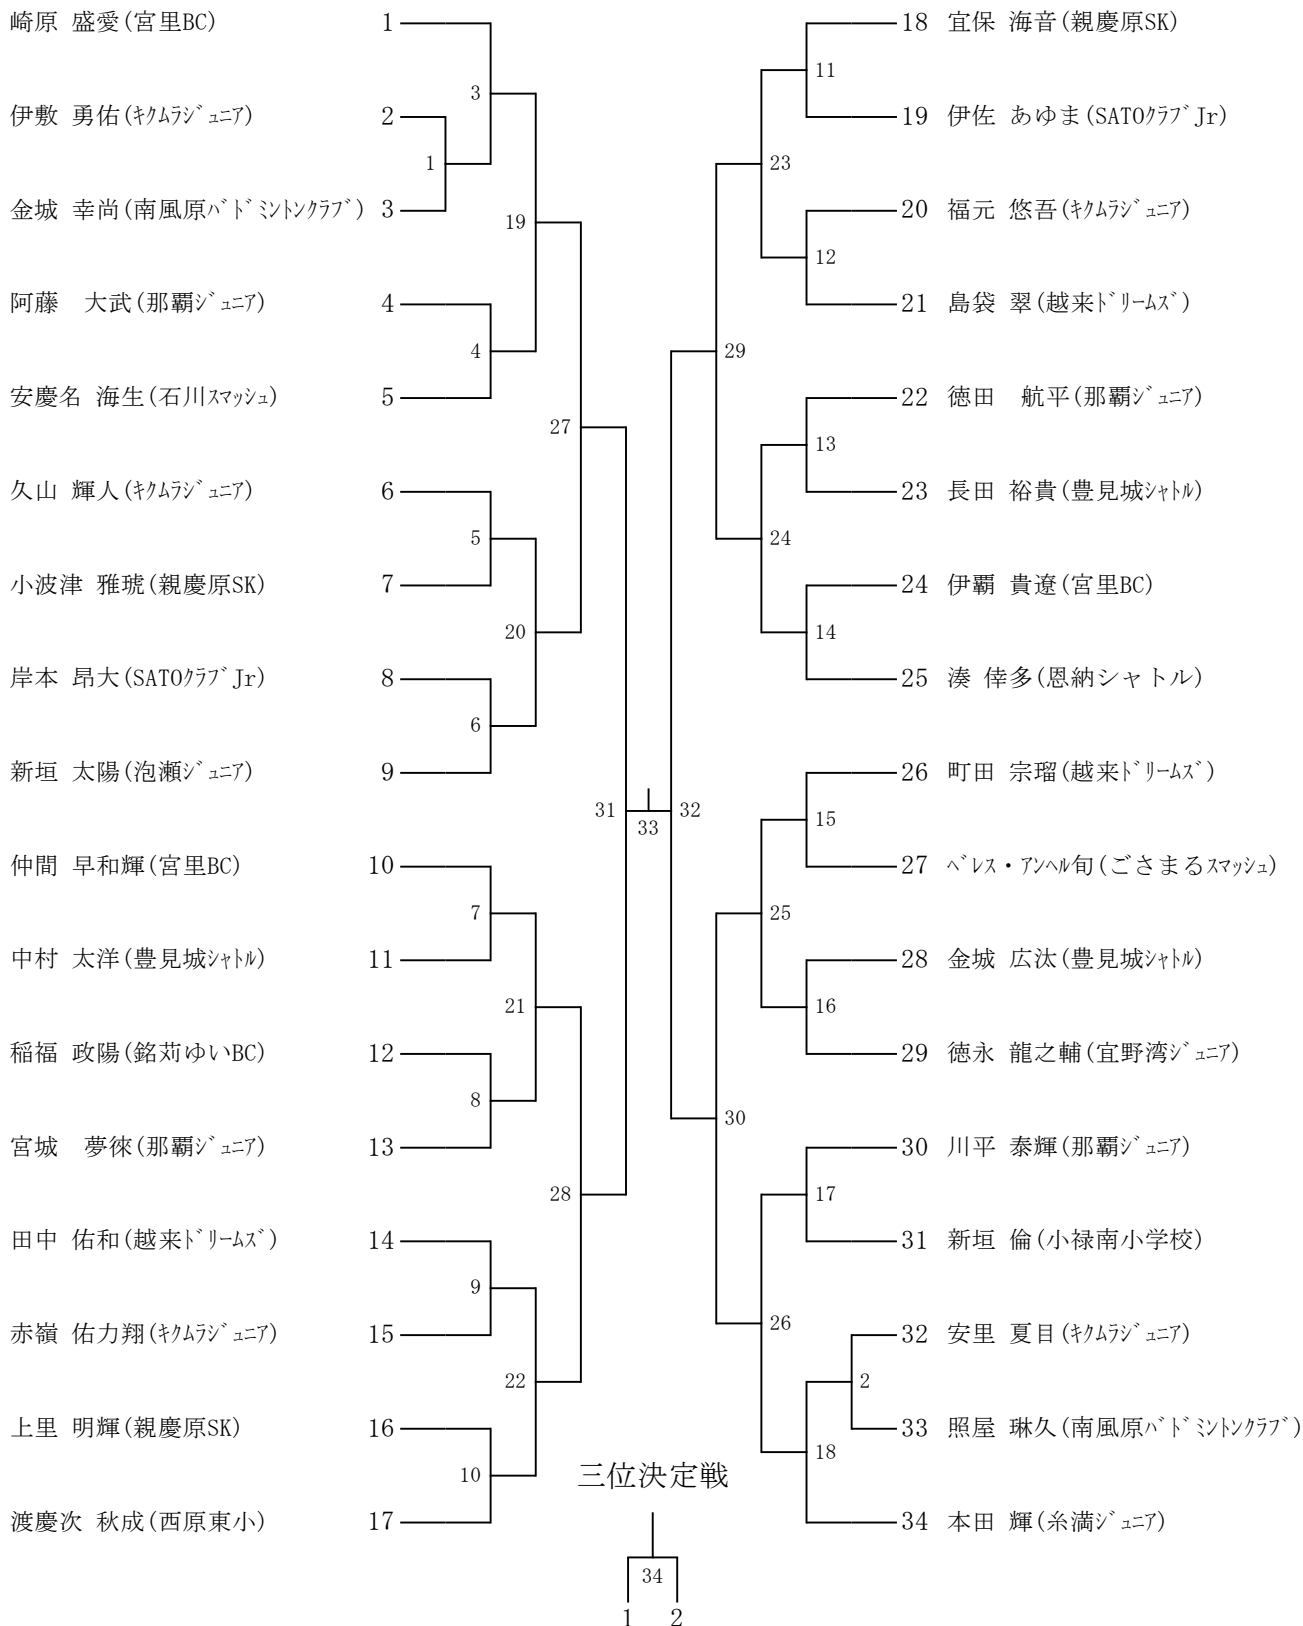 崎原 盛愛(宮里BC) 1
3
伊敷 勇佑(ｷｸﾑﾗｼﾞｭﾆｱ) 2
1
金城 幸尚(南風原ﾊﾞﾄﾞﾐﾝﾄﾝｸﾗﾌﾞ) 3
19
阿藤　大武(那覇ｼﾞｭﾆｱ) 4
4
安慶名 海生(石川ｽﾏｯｼｭ) 5
27
久山 輝人(ｷｸﾑﾗｼﾞｭﾆｱ) 6
5
小波津 雅琥(親慶原SK) 7
20
岸本 昂大(SATOｸﾗﾌﾞJr) 8
6
新垣 太陽(泡瀬ｼﾞｭﾆｱ) 9
31
仲間 早和輝(宮里BC) 10
7
中村 太洋(豊見城ｼｬﾄﾙ) 11
21
稲福 政陽(銘苅ゆいBC) 12
8
宮城　夢徠(那覇ｼﾞｭﾆｱ) 13
28
田中 佑和(越来ﾄﾞﾘｰﾑｽﾞ) 14
9
赤嶺 佑力翔(ｷｸﾑﾗｼﾞｭﾆｱ) 15
22
上里 明輝(親慶原SK) 16
10
渡慶次 秋成(西原東小) 17
33
18 宜保 海音(親慶原SK)
11
19 伊佐 あゆま(SATOｸﾗﾌﾞJr)
23
20 福元 悠吾(ｷｸﾑﾗｼﾞｭﾆｱ)
12
21 島袋 翠(越来ﾄﾞﾘｰﾑｽﾞ)
29
22 徳田　航平(那覇ｼﾞｭﾆｱ)
13
23 長田 裕貴(豊見城ｼｬﾄﾙ)
24
24 伊覇 貴遼(宮里BC)
14
25 湊 倖多(恩納シャトル)
32
26 町田 宗瑠(越来ﾄﾞﾘｰﾑｽﾞ)
15
27 ﾍﾞﾚｽ・ｱﾝﾍﾙ旬(ごさまるｽﾏｯｼｭ)
25
28 金城 広汰(豊見城ｼｬﾄﾙ)
16
29 徳永 龍之輔(宜野湾ｼﾞｭﾆｱ)
30
30 川平 泰輝(那覇ｼﾞｭﾆｱ)
17
31 新垣 倫(小禄南小学校)
26
32 安里 夏目(ｷｸﾑﾗｼﾞｭﾆｱ)
2
33 照屋 琳久(南風原ﾊﾞﾄﾞﾐﾝﾄﾝｸﾗﾌﾞ)
18
34 本田 輝(糸満ｼﾞｭﾆｱ)
三位決定戦
34
1 2